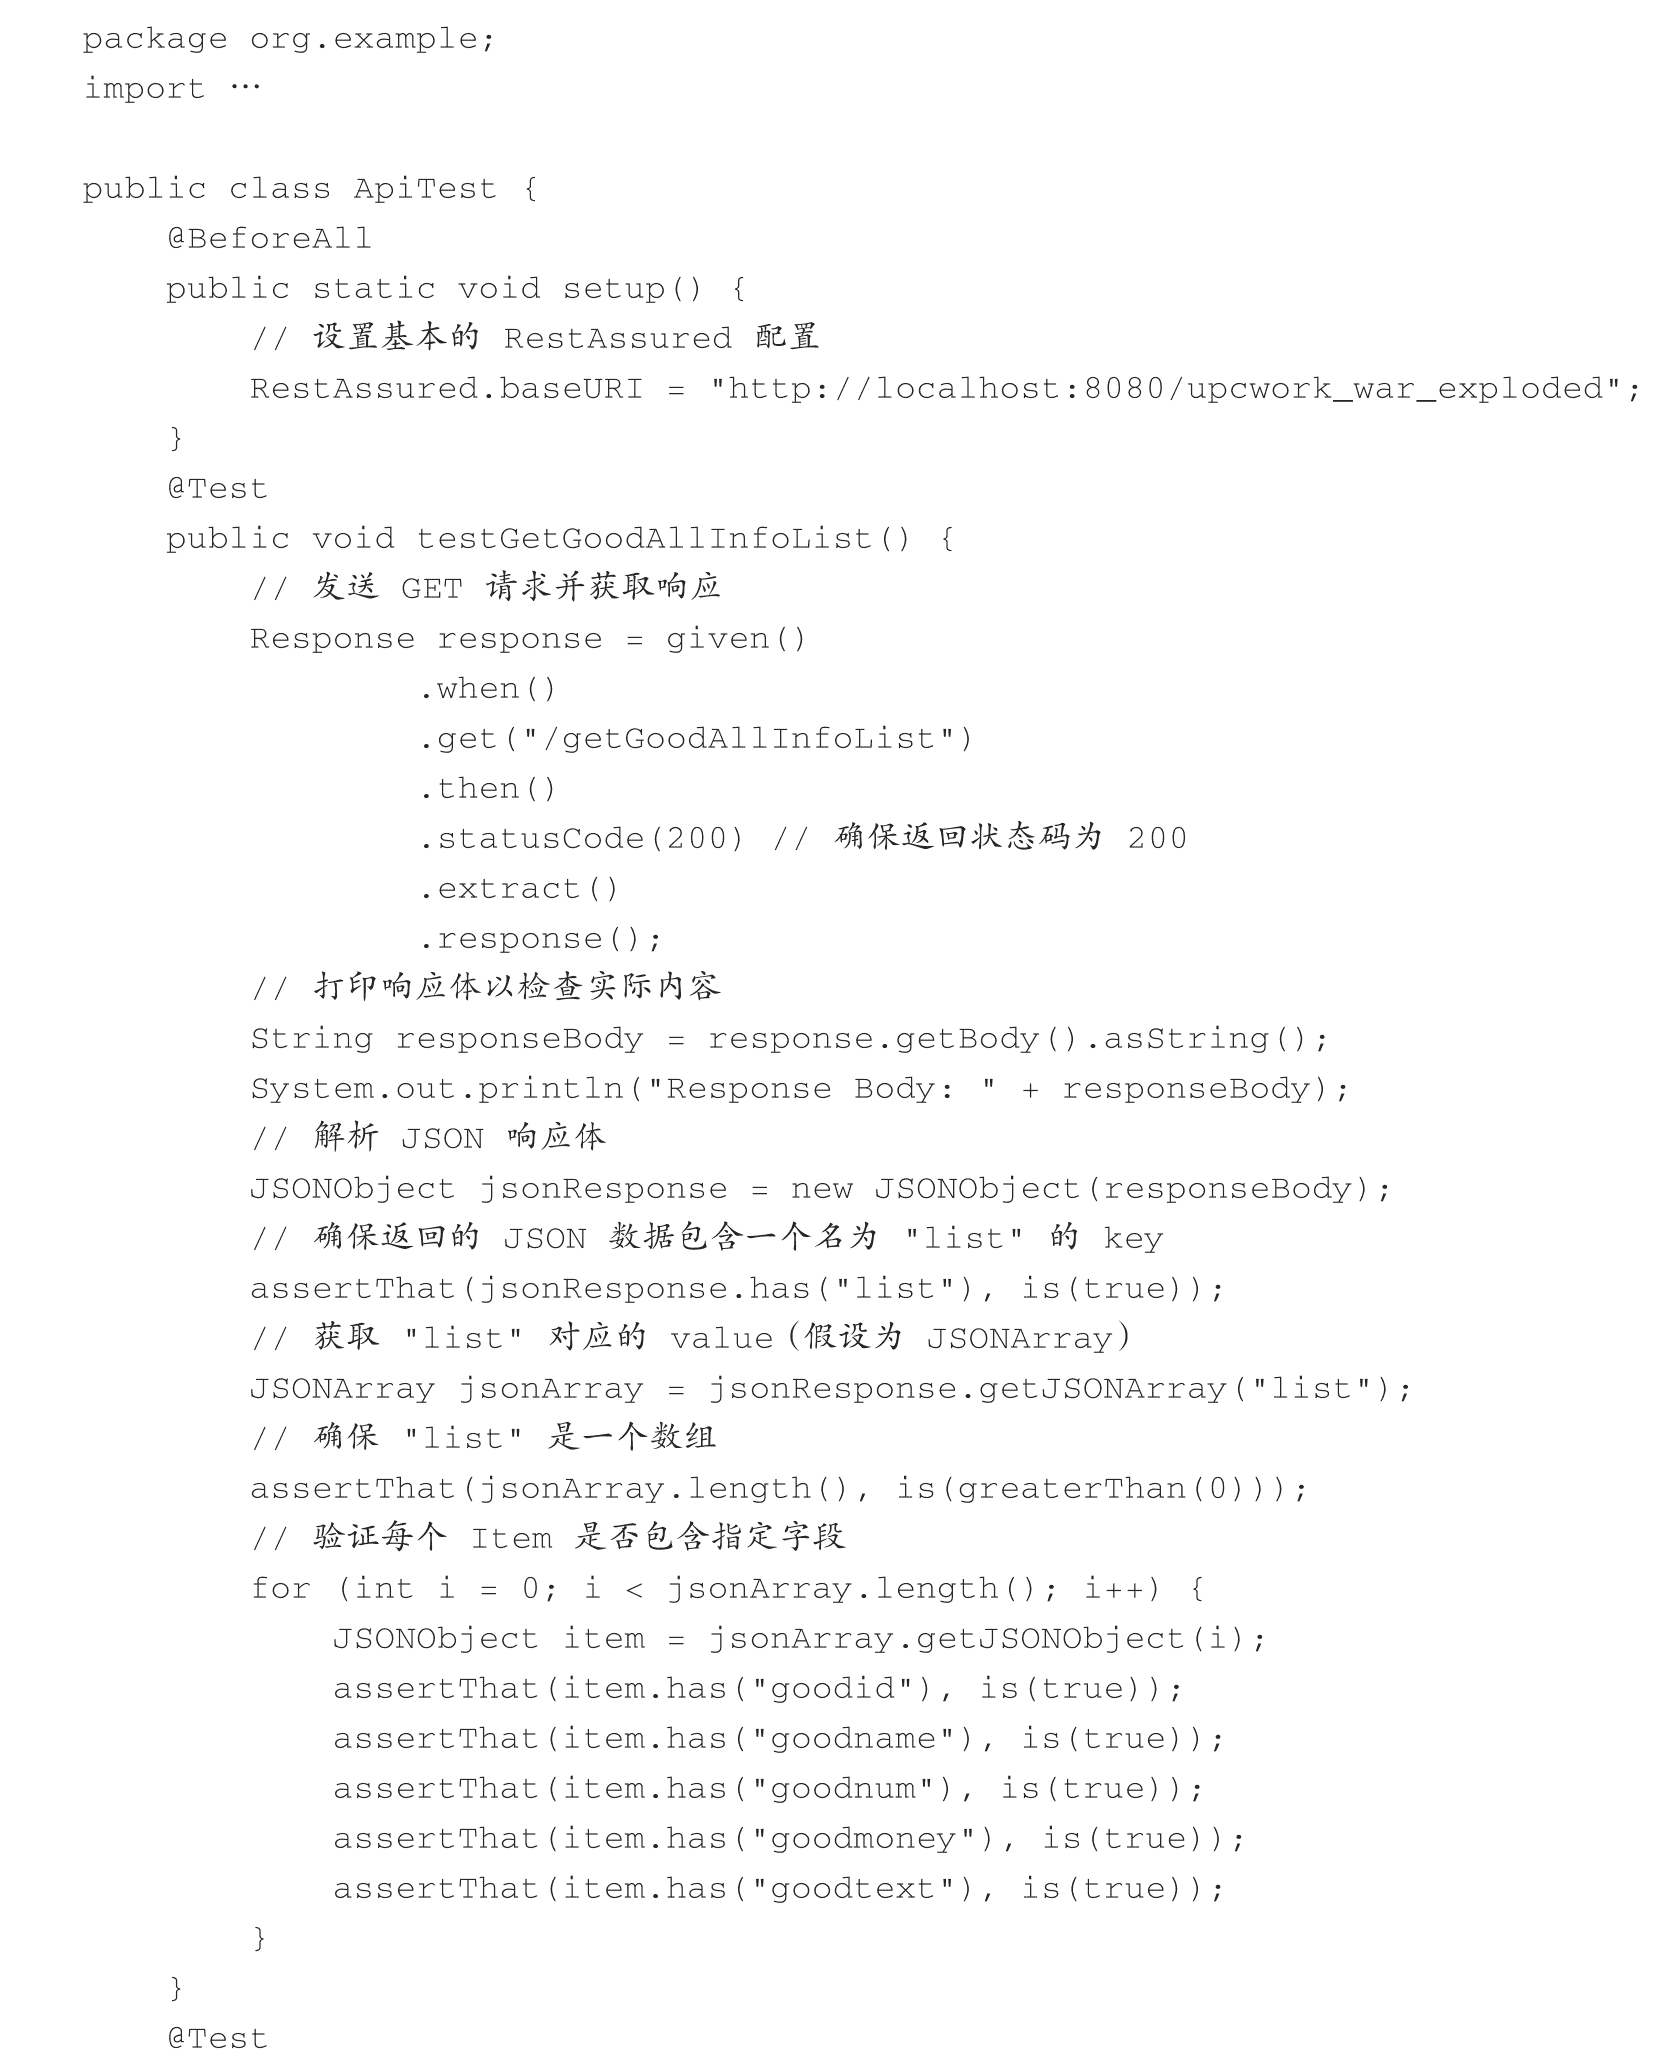 package org.example;
import …
public class ApiTest {
@BeforeAll
public static void setup() {
// 设置基本的 RestAssured 配置
RestAssured.baseURI = "http://localhost:8080/upcwork_war_exploded";
}
@Test
public void testGetGoodAllInfoList() {
// 发送 GET 请求并获取响应
Response response = given()
.when()
.get("/getGoodAllInfoList")
.then()
.statusCode(200) // 确保返回状态码为 200
.extract()
.response();
// 打印响应体以检查实际内容
String responseBody = response.getBody().asString();
System.out.println("Response Body: " + responseBody);
// 解析 JSON 响应体
JSONObject jsonResponse = new JSONObject(responseBody);
// 确保返回的 JSON 数据包含一个名为 "list" 的 key
assertThat(jsonResponse.has("list"), is(true));
// 获取 "list" 对应的 value（假设为 JSONArray）
JSONArray jsonArray = jsonResponse.getJSONArray("list");
// 确保 "list" 是一个数组
assertThat(jsonArray.length(), is(greaterThan(0)));
// 验证每个 Item 是否包含指定字段
for (int i = 0; i < jsonArray.length(); i++) {
JSONObject item = jsonArray.getJSONObject(i);
assertThat(item.has("goodid"), is(true));
assertThat(item.has("goodname"), is(true));
assertThat(item.has("goodnum"), is(true));
assertThat(item.has("goodmoney"), is(true));
assertThat(item.has("goodtext"), is(true));
}
}
@Test